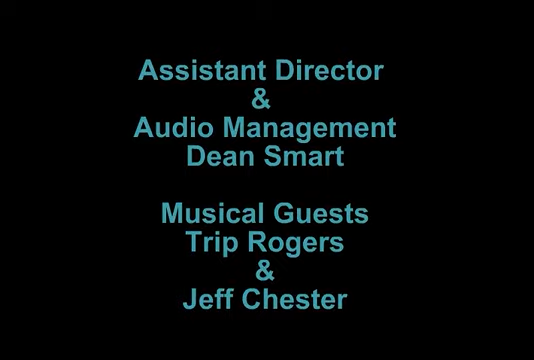 Assistant Director
&
Audio Management
Dean Smart
Musical Guests
Trip Rogers
&
Jeff Chester